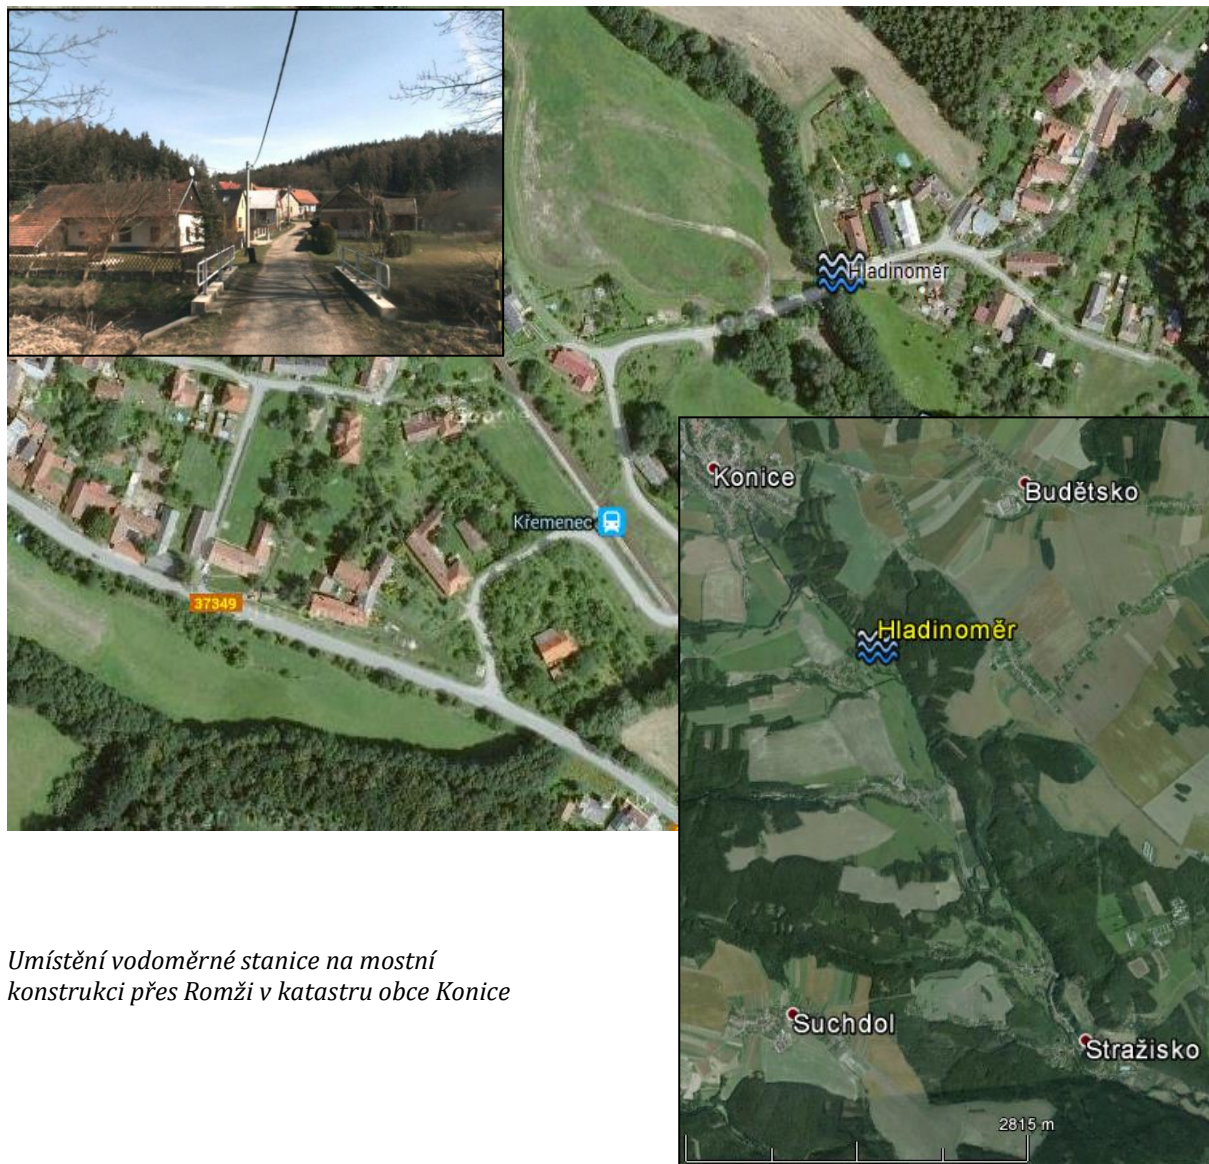 Hladinoměr
Křemenec
37349
Konice
Budětsko
Hladinoměr
Suchdol
Stražisko
2815 m
Umístění vodoměrné stanice na mostní
konstrukci přes Romži v katastru obce Konice